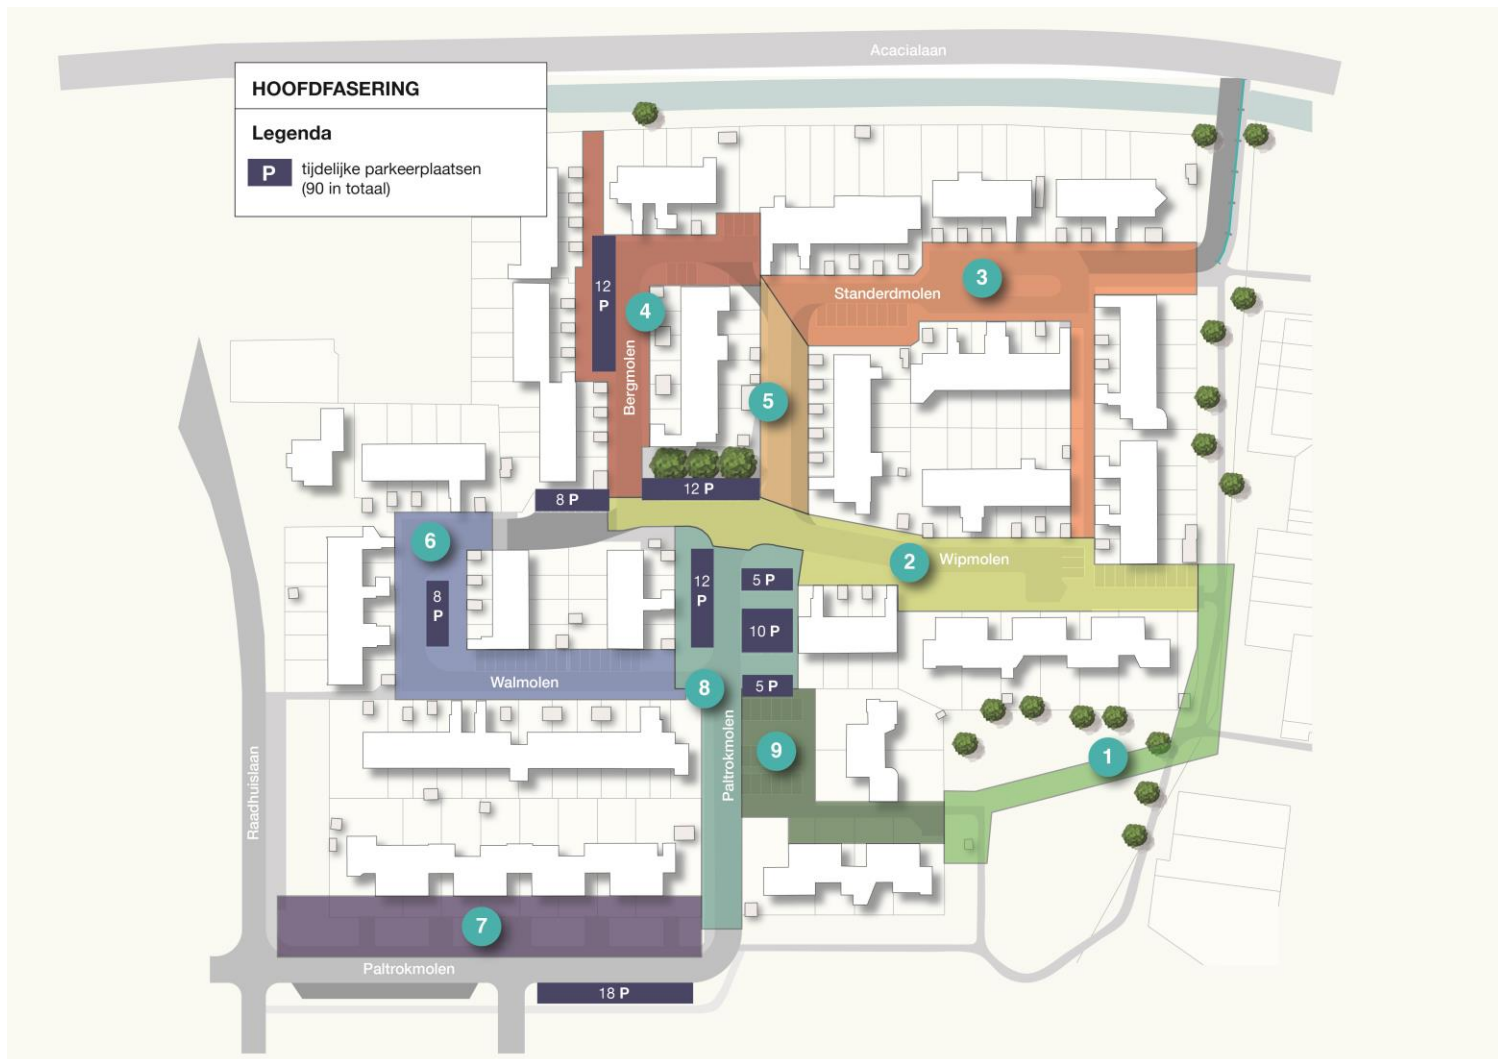 Acacialaan
HOOFDFASERING
Legenda
P tijdelijke parkeerplaatsen
(90 in totaal)
3
12
P
4
Standerdmolen
Bergmolen
5
12 P
8 P
6
2
Wipmolen
12
P
5 P
8
P
10 P
Walmolen
8
5 P
Paltrokmolen
9
1
Raadhuislaan
7
Paltrokmolen
18 P